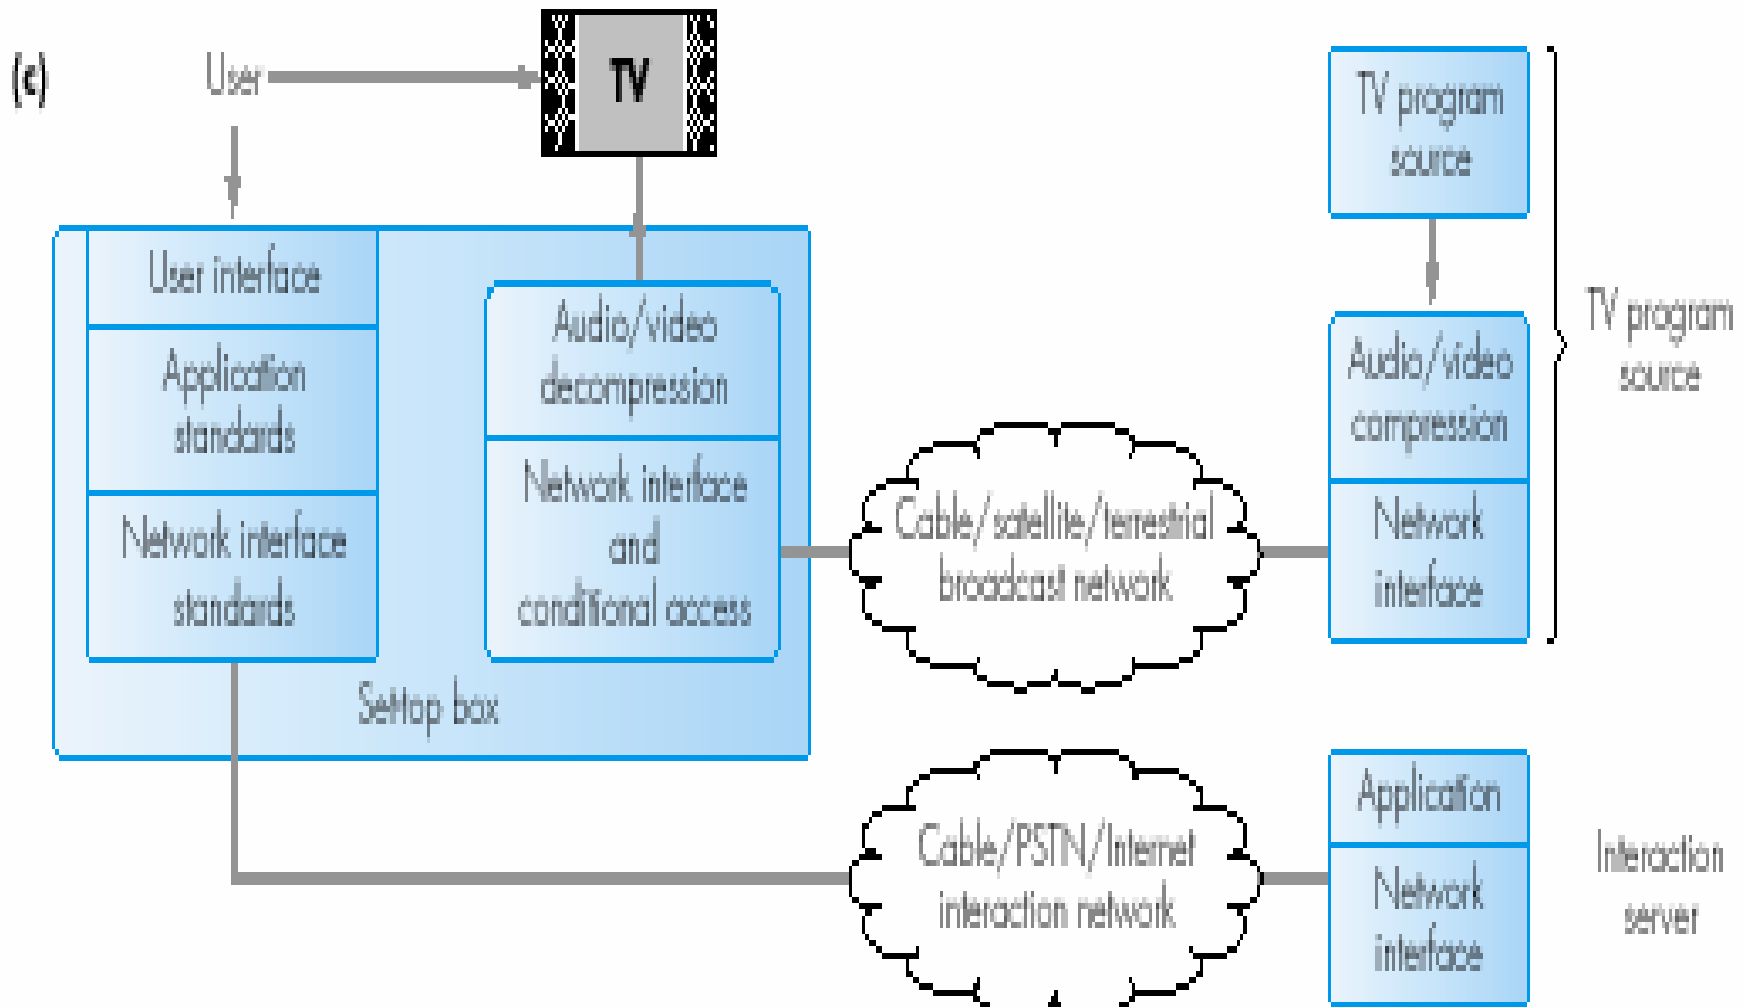 (c)
User
TV
User interface
Application
standards
Network interface
standards
Audio/video
decompression
Network interface
and
conditional access
Set-top box
Cable/satellite/terrestrial
broadcast network
TV program
source
Audio/video
compression
Network
interface
TV program
source
Cable/PSTN/Internet
interaction network
Application
Network
interface
Interaction
server